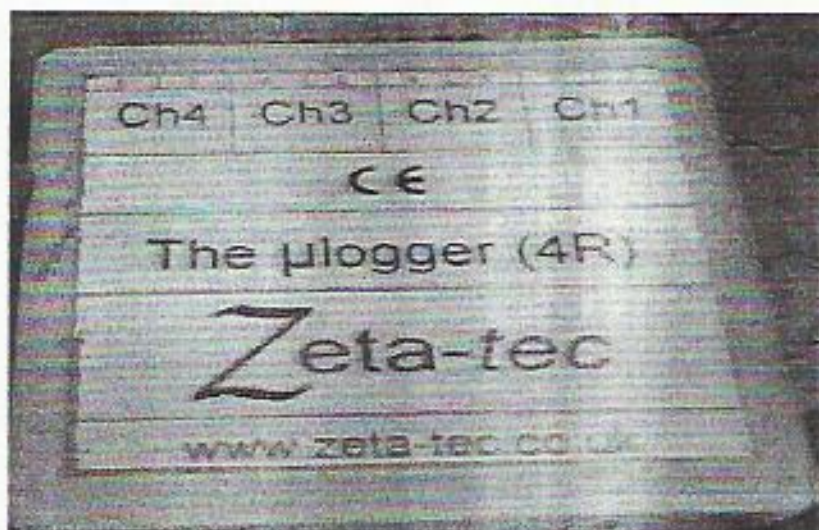 Ch4 Ch3 Ch2 Ch1
CE
The µlogger (4R)
Zeta-tec
www.zeta-tec.co.uk